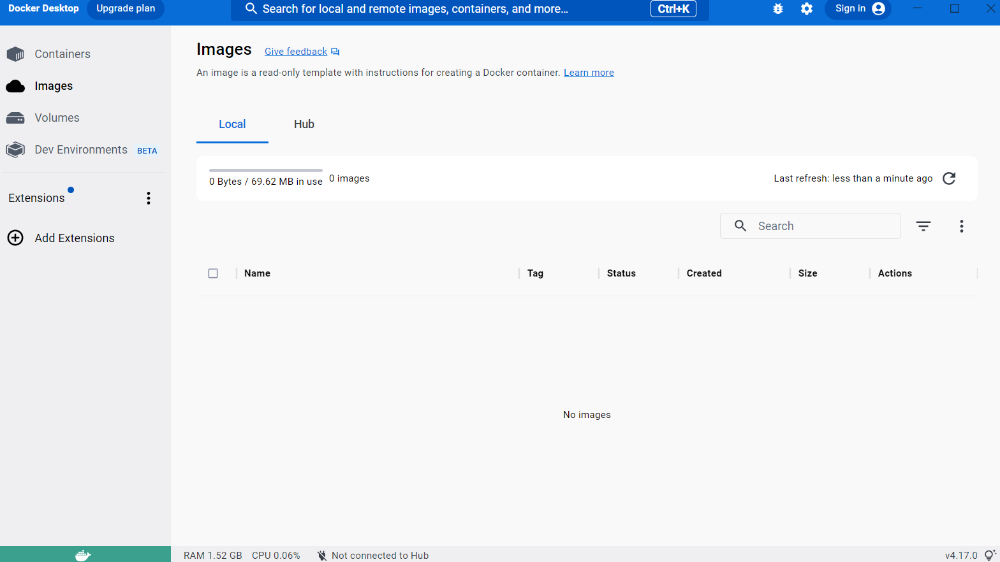 Docker Desktop Upgrade plan Search for local and remote images, containers, and more... Ctrl+K Sign in
Containers
Images
Volumes
Dev Environments BETA
Extensions
Add Extensions
Images Give feedback
An image is a read-only template with instructions for creating a Docker container. Learn more
Local Hub
0 Bytes / 69.62 MB in use 0 images Last refresh: less than a minute ago
Search
Name Tag Status Created Size Actions
No images
RAM 1.52 GB CPU 0.06% Not connected to Hub v4.17.0